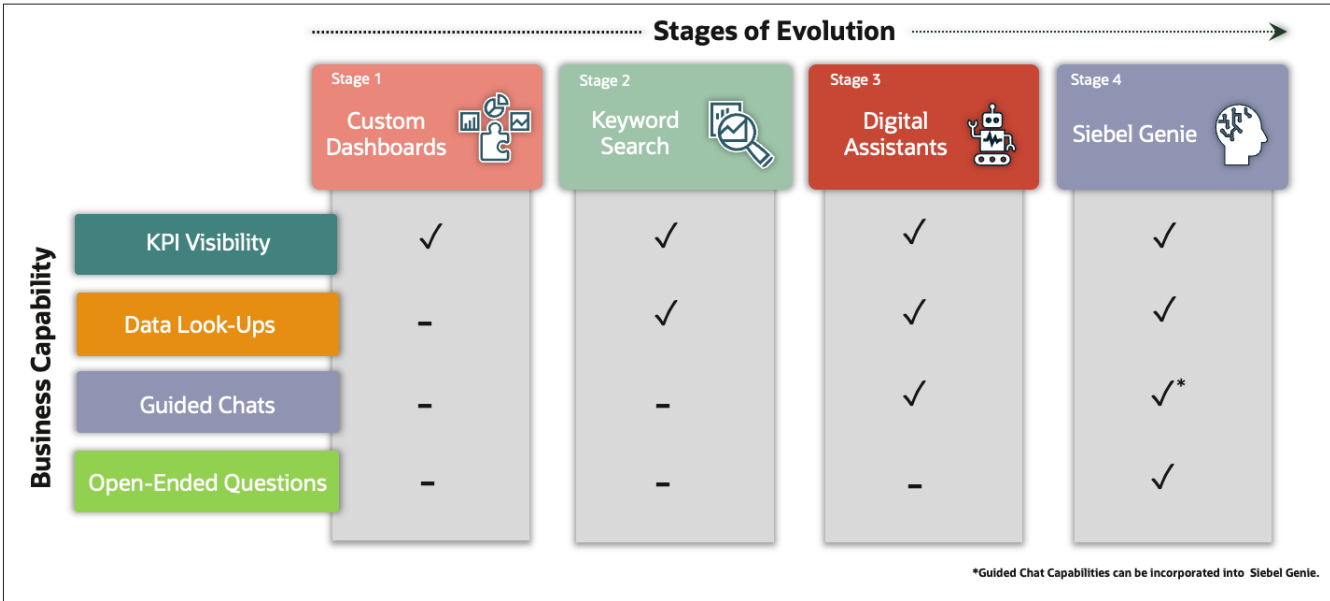 Stages of Evolution
Stage 1
Custom
Dashboards
Stage 2
Keyword
Search
Stage 3
Digital
Assistants
Stage 4
Siebel Genie
Business Capability
KPI Visibility
✓ ✓ ✓ ✓
Data Look-Ups
– ✓ ✓ ✓
Guided Chats
– – ✓ ✓*
Open-Ended Questions
– – – ✓
*Guided Chat Capabilities can be incorporated into Siebel Genie.